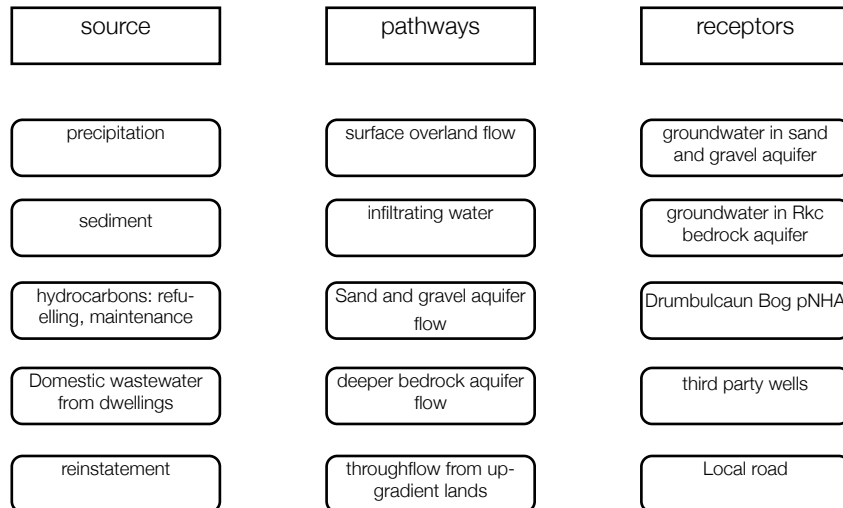 source
pathways
receptors
precipitation
surface overland flow
groundwater in sand
and gravel aquifer
sediment
infiltrating water
groundwater in Rkc
bedrock aquifer
hydrocarbons: refu-
elling, maintenance
Sand and gravel aquifer
flow
Drumbulcaun Bog pNHA
Domestic wastewater
from dwellings
deeper bedrock aquifer
flow
third party wells
reinstatement
throughflow from up-
gradient lands
Local road